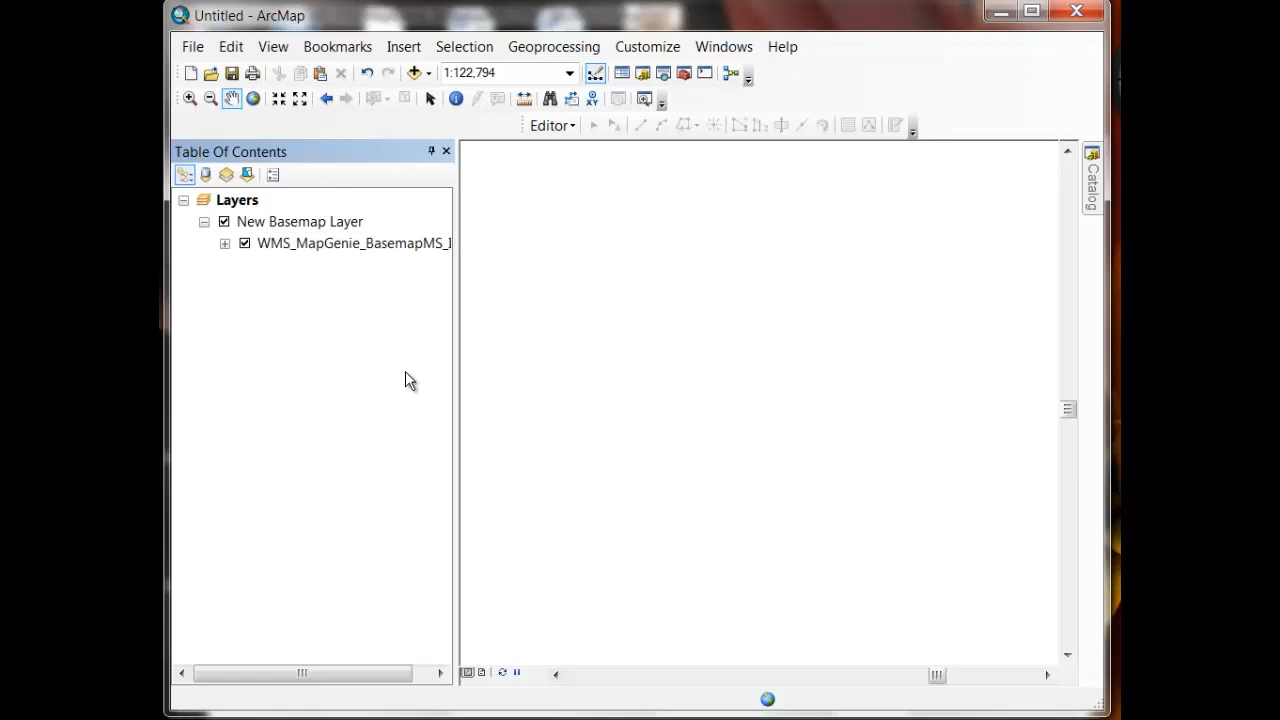 Untitled - ArcMap
File Edit View Bookmarks Insert Selection Geoprocessing Customize Windows Help
1:122,794
Editor
Table Of Contents
Layers
New Basemap Layer
WMS_MapGenie_BasemapMS_
Catalog